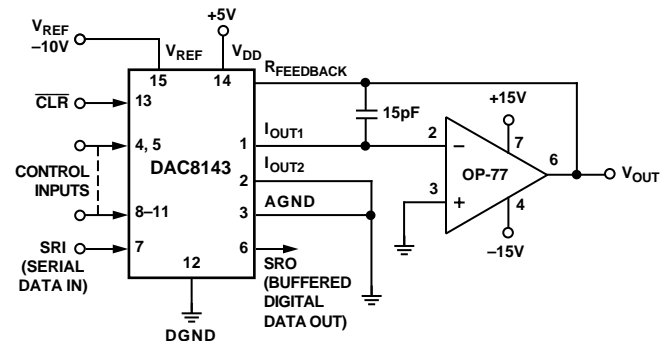 VREF
–10V
+5V
VREF
VDD
15
14
RFEEDBACK
CLR
13
15pF
+15V
4, 5
1
IOUT1
2
–
7
6
VOUT
CONTROL
INPUTS
DAC8143
IOUT2
2
OP-77
3
+
4
AGND
3
8–11
–15V
SRI
(SERIAL
DATA IN)
7
6
SRO
(BUFFERED
DIGITAL
DATA OUT)
12
DGND